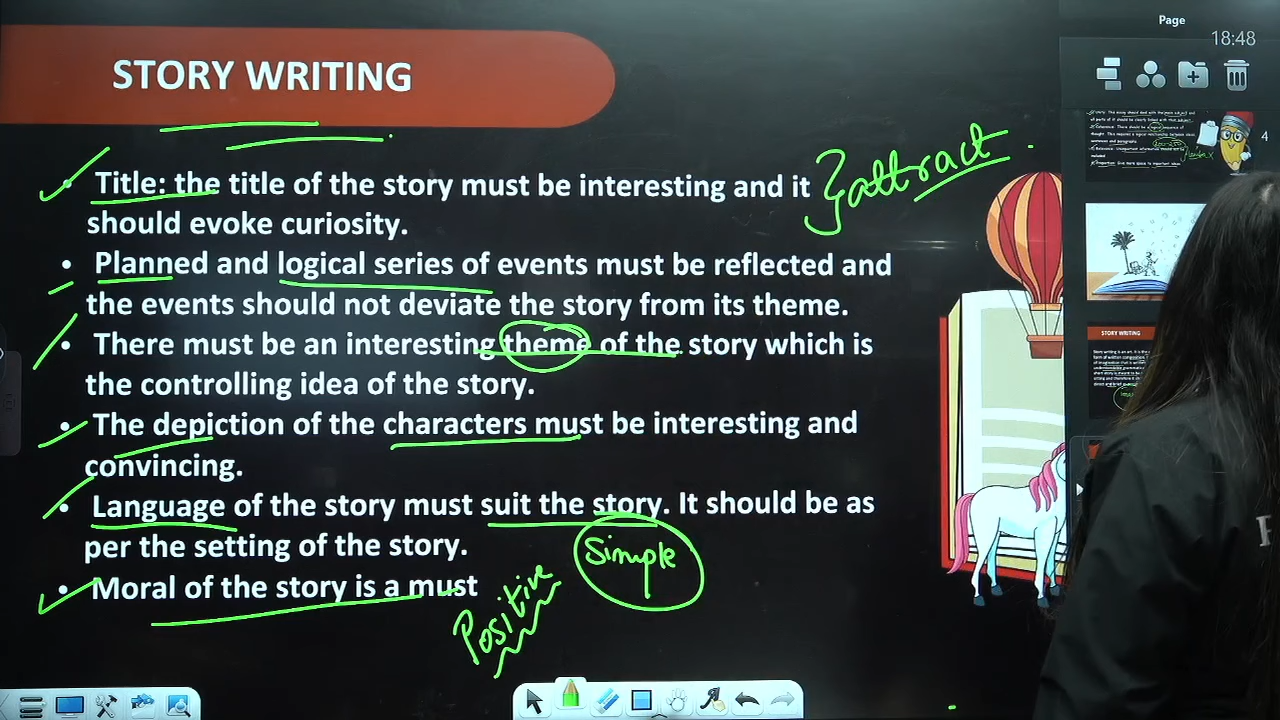 Page
18:48
STORY WRITING
4
• Title: the title of the story must be interesting and it
should evoke curiosity.
attract
• Planned and logical series of events must be reflected and
the events should not deviate the story from its theme.
• There must be an interesting theme of the story which is
the controlling idea of the story.
• The depiction of the characters must be interesting and
convincing.
• Language of the story must suit the story. It should be as
per the setting of the story.
Simple
• Moral of the story is a must
Positive
STORY WRITING